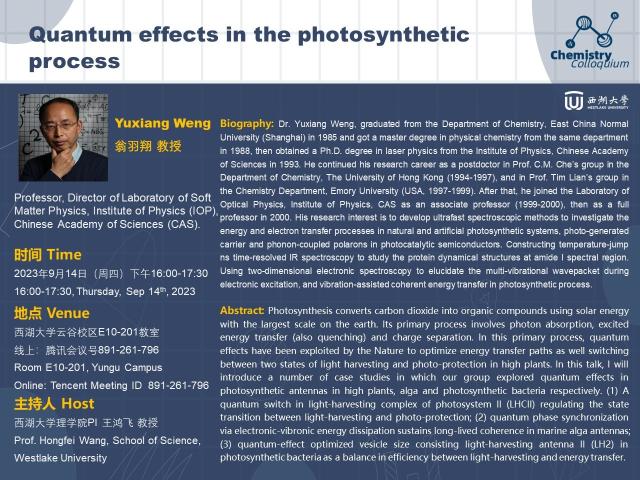 Quantum effects in the photosynthetic
process
Chemistry
Colloquium
西湖大學
WESTLAKE UNIVERSITY
Yuxiang Weng
翁羽翔 教授
Professor, Director of Laboratory of Soft
Matter Physics, Institute of Physics (IOP),
Chinese Academy of Sciences (CAS).
时间 Time
2023年9月14日（周四）下午16:00-17:30
16:00-17:30, Thursday, Sep 14th, 2023
地点 Venue
西湖大学云谷校区E10-201教室
线上：腾讯会议号891-261-796
Room E10-201, Yungu Campus
Online: Tencent Meeting ID 891-261-796
主持人 Host
西湖大学理学院PI 王鸿飞 教授
Prof. Hongfei Wang, School of Science,
Westlake University
Biography: Dr. Yuxiang Weng, graduated from the Department of Chemistry, East China Normal
University (Shanghai) in 1985 and got a master degree in physical chemistry from the same department
in 1988, then obtained a Ph.D. degree in laser physics from the Institute of Physics, Chinese Academy
of Sciences in 1993. He continued his research career as a postdoctor in Prof. C.M. Che's group in the
Department of Chemistry, The University of Hong Kong (1994-1997), and in Prof. Tim Lian's group in
the Chemistry Department, Emory University (USA, 1997-1999). After that, he joined the Laboratory of
Optical Physics, Institute of Physics, CAS as an associate professor (1999-2000), then as a full
professor in 2000. His research interest is to develop ultrafast spectroscopic methods to investigate the
energy and electron transfer processes in natural and artificial photosynthetic systems, photo-generated
carrier and phonon-coupled polarons in photocatalytic semiconductors. Constructing temperature-jump
ns time-resolved IR spectroscopy to study the protein dynamical structures at amide I spectral region.
Using two-dimensional electronic spectroscopy to elucidate the multi-vibrational wavepacket during
electronic excitation, and vibration-assisted coherent energy transfer in photosynthetic process.
Abstract: Photosynthesis converts carbon dioxide into organic compounds using solar energy
with the largest scale on the earth. Its primary process involves photon absorption, excited
energy transfer (also quenching) and charge separation. In this primary process, quantum
effects have been exploited by the Nature to optimize energy transfer paths as well switching
between two states of light harvesting and photo-protection in high plants. In this talk, I will
introduce a number of case studies in which our group explored quantum effects in
photosynthetic antennas in high plants, alga and photosynthetic bacteria respectively. (1) A
quantum switch in light-harvesting complex of photosystem II (LHCII) regulating the state
transition between light-harvesting and photo-protection; (2) quantum phase synchronization
via electronic-vibronic energy dissipation sustains long-lived coherence in marine alga antennas;
(3) quantum-effect optimized vesicle size consisting light-harvesting antenna II (LH2) in
photosynthetic bacteria as a balance in efficiency between light-harvesting and energy transfer.